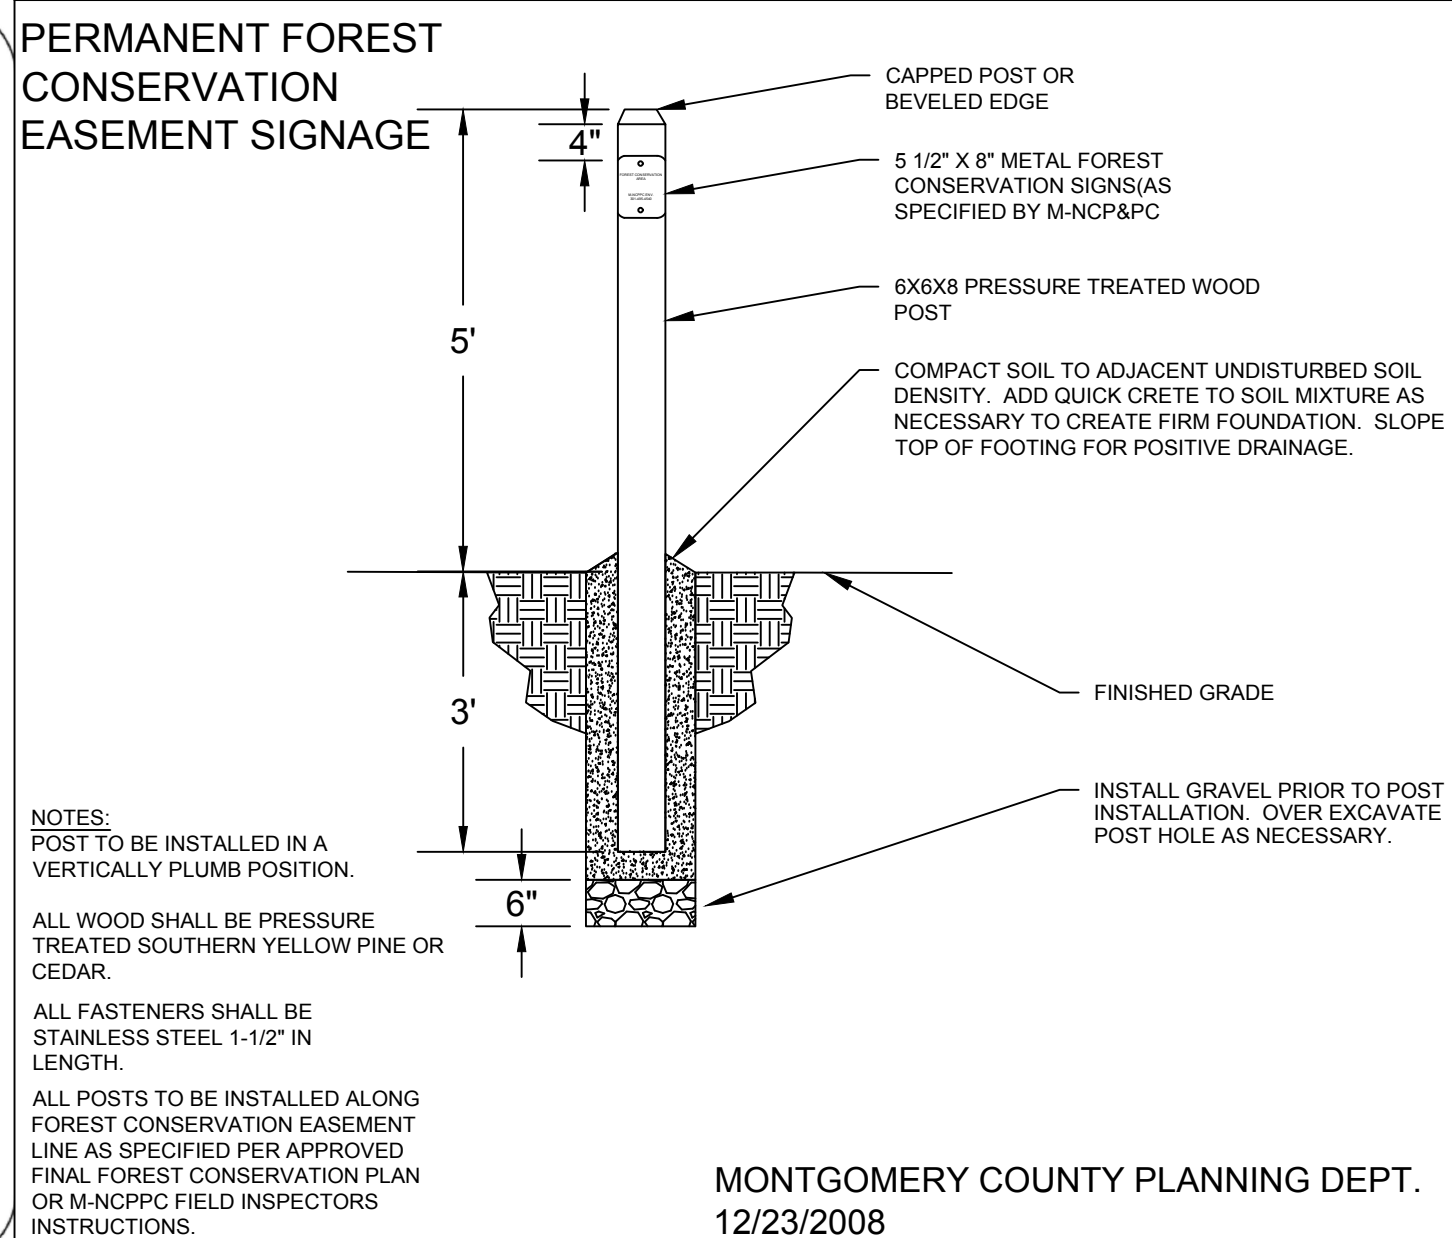 PERMANENT FOREST
CONSERVATION
EASEMENT SIGNAGE
CAPPED POST OR
BEVELED EDGE
4"
5 1/2" X 8" METAL FOREST
CONSERVATION SIGNS(AS
SPECIFIED BY M-NCP&PC
FOREST CONSERVATION
AREA
6X6X8 PRESSURE TREATED WOOD
POST
5'
COMPACT SOIL TO ADJACENT UNDISTURBED SOIL
DENSITY. ADD QUICK CRETE TO SOIL MIXTURE AS
NECESSARY TO CREATE FIRM FOUNDATION. SLOPE
TOP OF FOOTING FOR POSITIVE DRAINAGE.
FINISHED GRADE
3'
INSTALL GRAVEL PRIOR TO POST
INSTALLATION. OVER EXCAVATE
POST HOLE AS NECESSARY.
6"
NOTES:
POST TO BE INSTALLED IN A
VERTICALLY PLUMB POSITION.
ALL WOOD SHALL BE PRESSURE
TREATED SOUTHERN YELLOW PINE OR
CEDAR.
ALL FASTENERS SHALL BE
STAINLESS STEEL 1-1/2" IN
LENGTH.
ALL POSTS TO BE INSTALLED ALONG
FOREST CONSERVATION EASEMENT
LINE AS SPECIFIED PER APPROVED
FINAL FOREST CONSERVATION PLAN
OR M-NCPPC FIELD INSPECTORS
INSTRUCTIONS.
MONTGOMERY COUNTY PLANNING DEPT.
12/23/2008